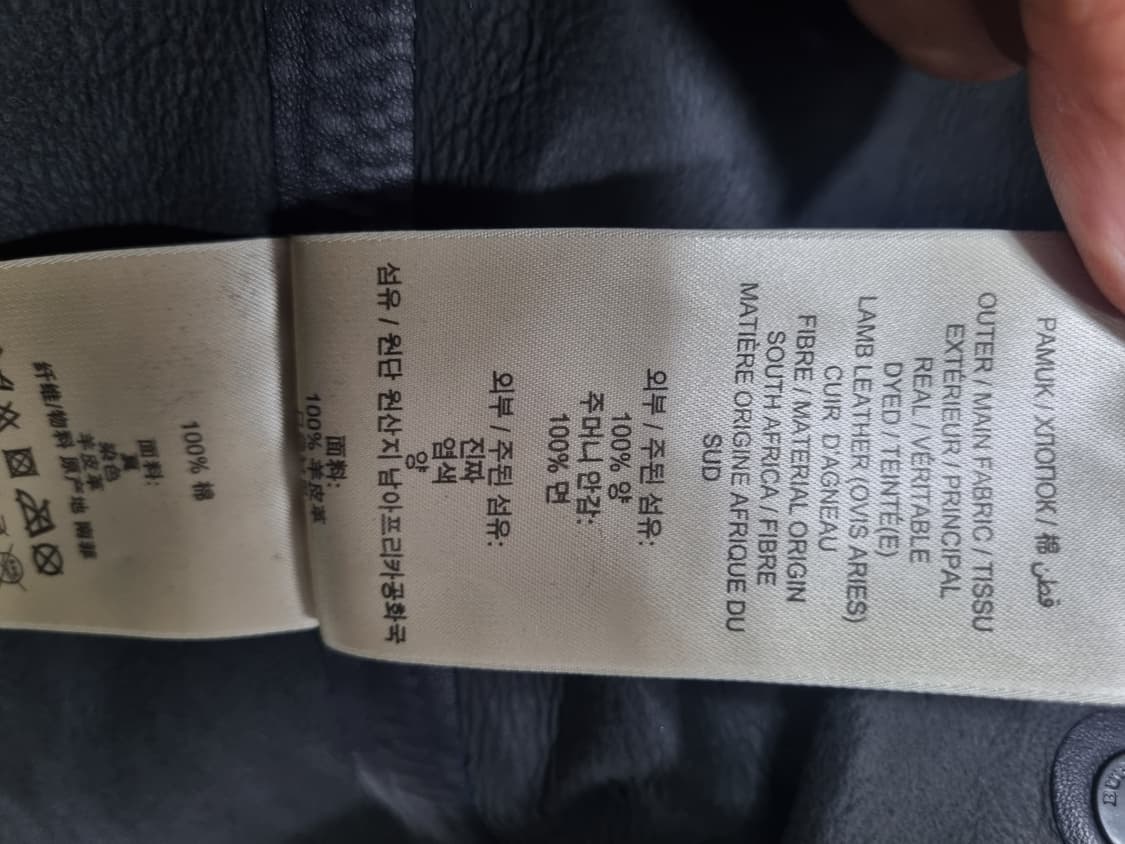 PAMUK / ХЛОПОК / 棉 قطن
OUTER / MAIN FABRIC / TISSU
EXTÉRIEUR / PRINCIPAL
REAL / VÉRITABLE
DYED / TEINTÉ(E)
LAMB LEATHER (OVIS ARIES)
CUIR D'AGNEAU
FIBRE / MATERIAL ORIGIN
SOUTH AFRICA / FIBRE
MATIÈRE ORIGINE AFRIQUE DU
SUD
외부 / 주된 섬유:
100% 양
주머니 안감:
100% 면
외부 / 주된 섬유:
진짜
염색
양
섬유 / 원단 원산지 남아프리카공화국
面料:
100% 羊皮革
100% 棉
面料:
真
染色
羊皮革
纤维/物料 原产地 南非